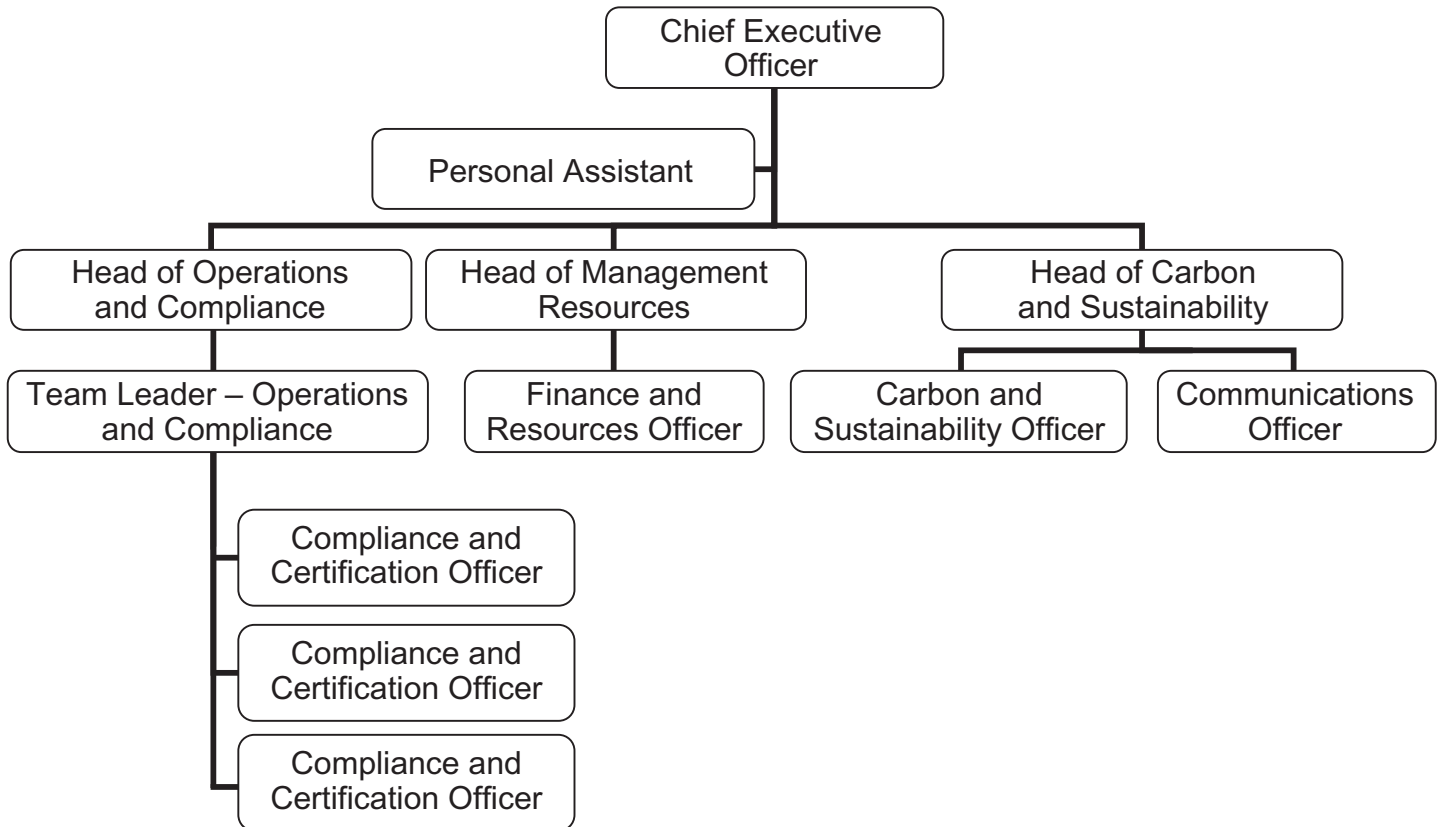 Chief Executive
Officer
Personal Assistant
Head of Operations
and Compliance
Head of Management
Resources
Head of Carbon
and Sustainability
Team Leader – Operations
and Compliance
Finance and
Resources Officer
Carbon and
Sustainability Officer
Communications
Officer
Compliance and
Certification Officer
Compliance and
Certification Officer
Compliance and
Certification Officer